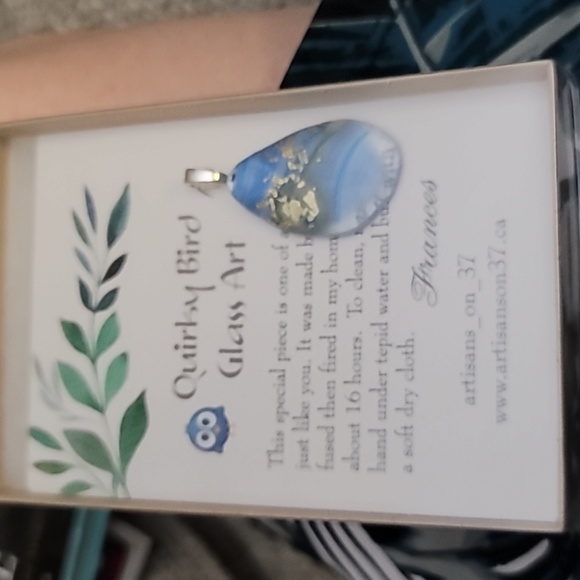 Quirky Bird
Glass Art
This special piece is one of
just like you. It was made
fused then fired in my hom
about 16 hours. To clean,
hand under tepid water and
a soft dry cloth.
Frances
artisans_on_37
www.artisanson37.ca